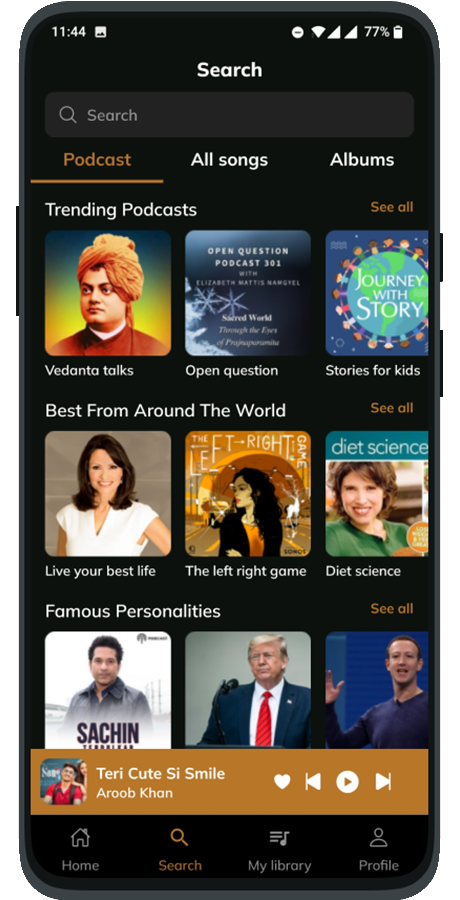 11:44
77%
Search
Search
Podcast All songs Albums
Trending Podcasts See all
OPEN QUESTION
PODCAST 301
WITH
ELIZABETH MATTIS NAMGYEL
Sacred World
Through the Eyes
of Prajnaparamita
JOURNEY
WITH
STORY
Vedanta talks Open question Stories for kids
Best From Around The World See all
THE
LEFT-RIGHT
GAME
SONOS
diet science
Live your best life The left right game Diet science
Famous Personalities See all
PODCAST
SACHIN
Teri Cute Si Smile
Aroob Khan
Home Search My library Profile